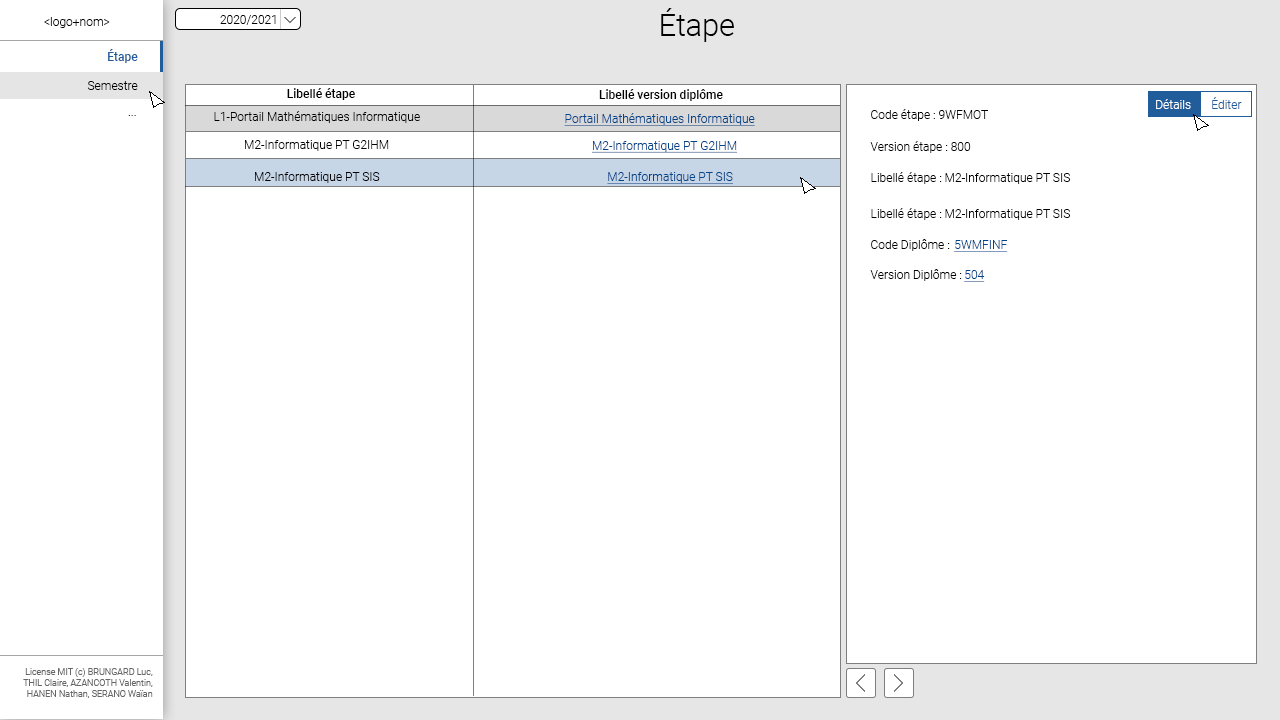 <logo+nom>
Étape
Semestre
...
License MIT (c) BRUNGARD Luc,
THIL Claire, AZANCOTH Valentin,
HANEN Nathan, SERANO Waïan
2020/2021
Étape
Libellé étape
Libellé version diplôme
L1-Portail Mathématiques Informatique
Portail Mathématiques Informatique
M2-Informatique PT G2IHM
M2-Informatique PT G2IHM
M2-Informatique PT SIS
M2-Informatique PT SIS
Détails
Éditer
Code étape : 9WFMOT
Version étape : 800
Libellé étape : M2-Informatique PT SIS
Libellé étape : M2-Informatique PT SIS
Code Diplôme : 5WMFINF
Version Diplôme : 504